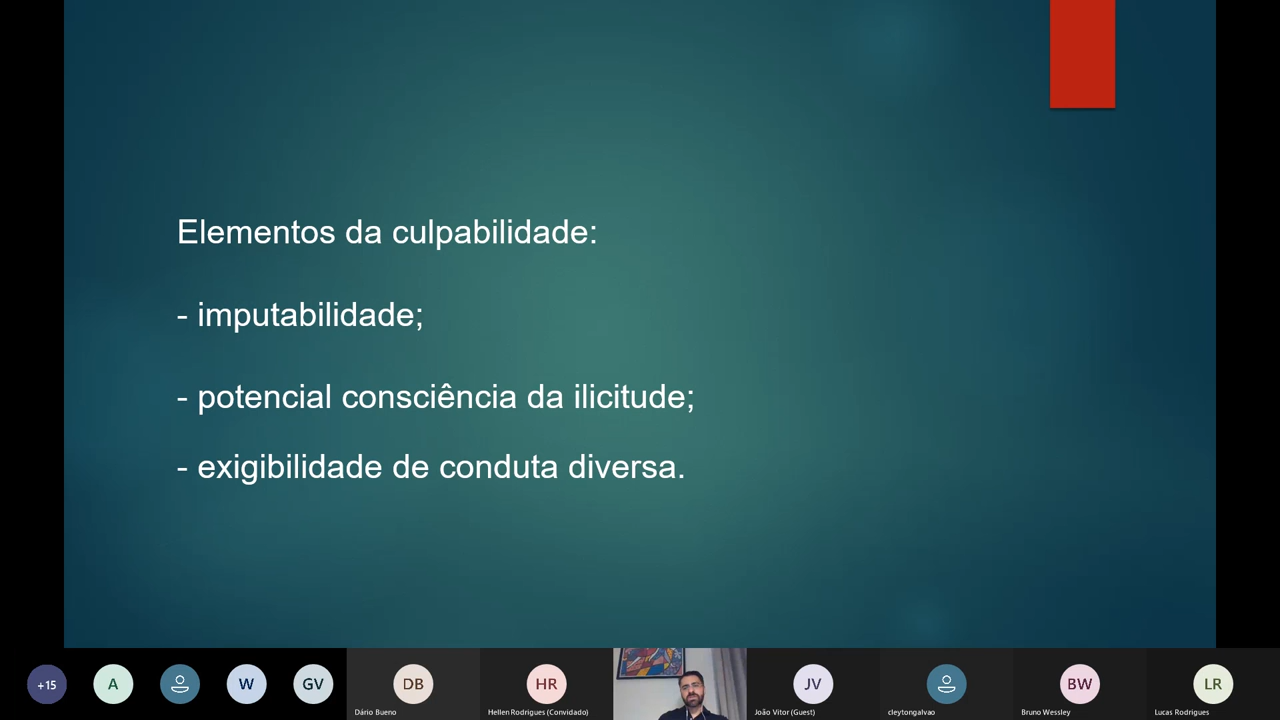 Elementos da culpabilidade:
- imputabilidade;
- potencial consciência da ilicitude;
- exigibilidade de conduta diversa.
+15
A
W
GV
DB
HR
JV
BW
LR
Dário Bueno
Hellen Rodrigues (Convidado)
João Vitor (Guest)
cleytongalvao
Bruno Wessley
Lucas Rodrigues